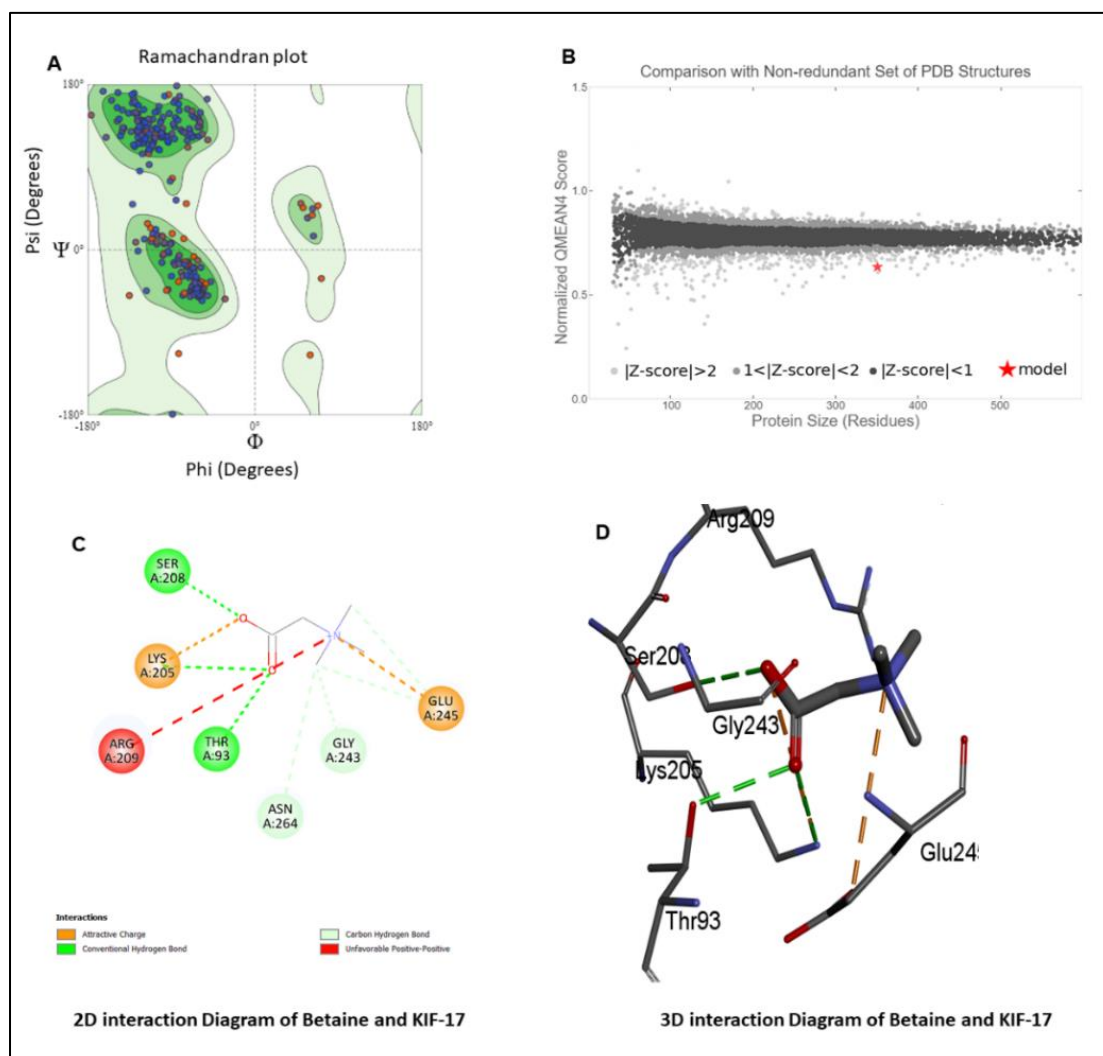 A
Ramachandran plot
180°
Psi (Degrees)
Ψ 0°
-180°
-180°
0°
180°
Φ
Phi (Degrees)
B
Comparison with Non-redundant Set of PDB Structures
1.5
1.0
0.5
0.0
Normalized QMEAN4 Score
|Z-score|>2
1<|Z-score|<2
|Z-score|<1
model
100
200
300
400
500
Protein Size (Residues)
C
SER
A:208
LYS
A:205
ARG
A:209
THR
A:93
ASN
A:264
GLY
A:243
GLU
A:245
O
O
N
Interactions
Attractive Charge
Conventional Hydrogen Bond
Carbon Hydrogen Bond
Unfavorable Positive-Positive
2D interaction Diagram of Betaine and KIF-17
D
Arg209
Ser208
Gly243
Lys205
Glu245
Thr93
3D interaction Diagram of Betaine and KIF-17